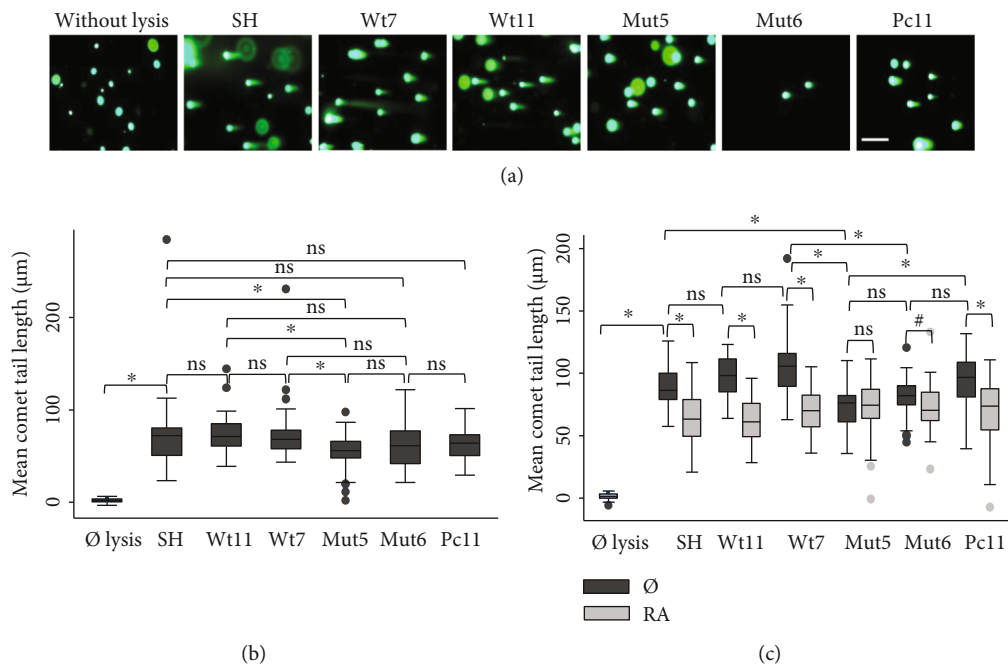 Without lysis SH Wt7 Wt11 Mut5 Mut6 Pc11
(a)
Mean comet tail length (μm)
200
100
0
ns
ns
*
ns
*
ns
*
ns
ns
*
ns
ns
Ø lysis SH Wt11 Wt7 Mut5 Mut6 Pc11
(b)
Mean comet tail length (μm)
200
150
100
50
0
*
*
*
*
ns
ns
*
ns
ns
*
*
*
ns
#
*
Ø lysis SH Wt11 Wt7 Mut5 Mut6 Pc11
Ø
RA
(c)